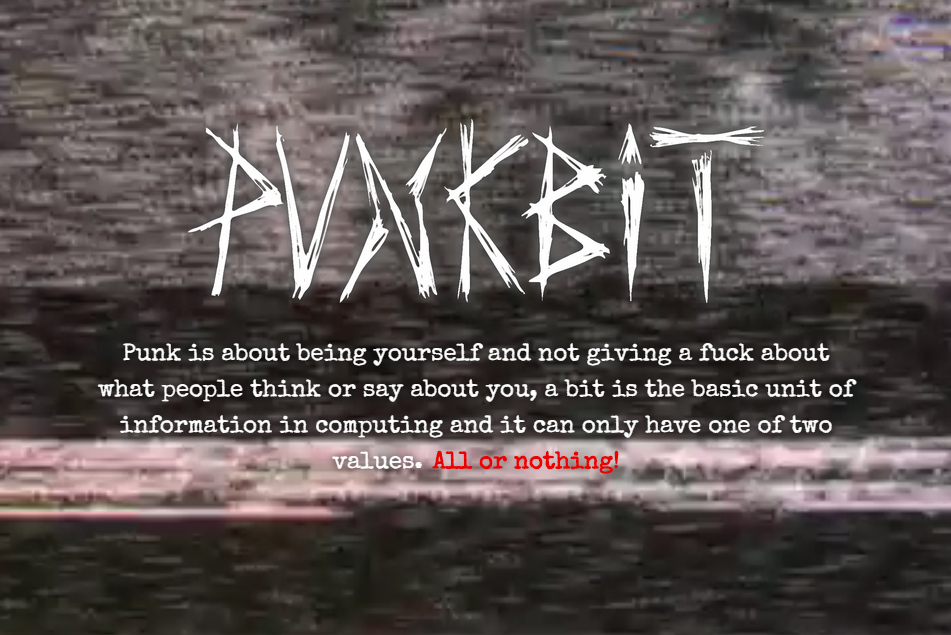 PUNKBiT
Punk is about being yourself and not giving a fuck about
what people think or say about you, a bit is the basic unit of
information in computing and it can only have one of two
values. All or nothing!